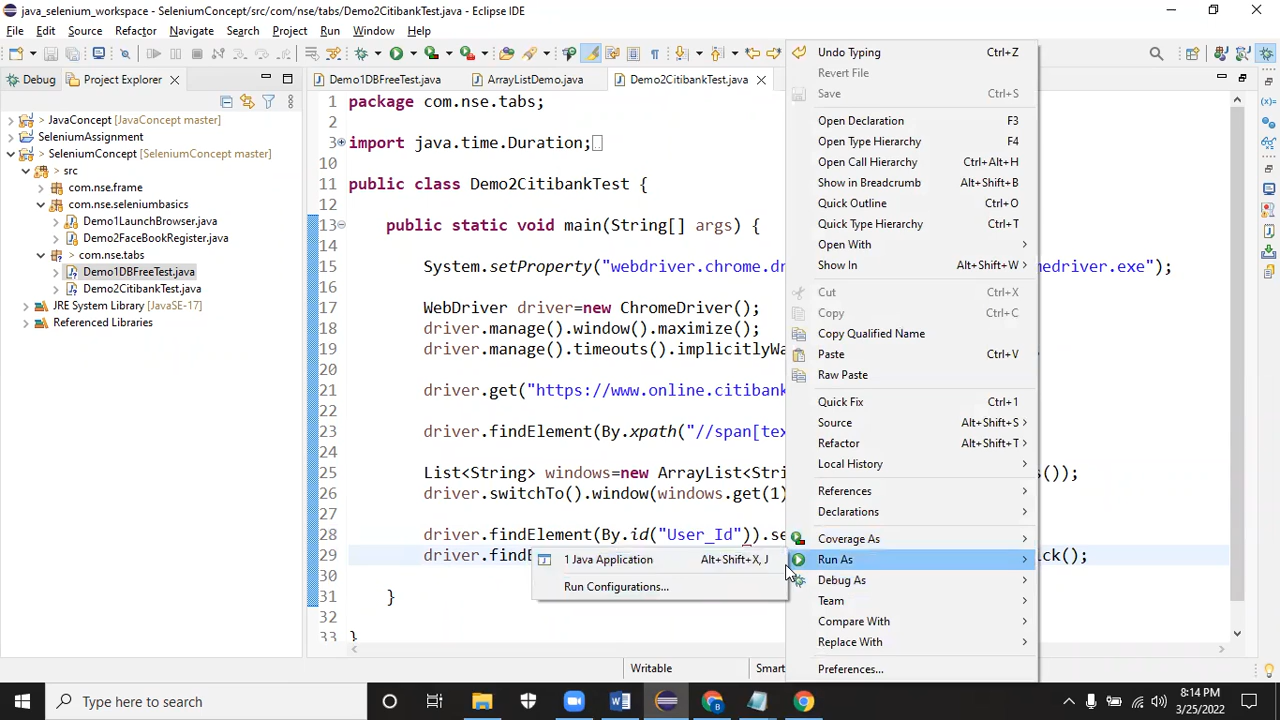 java_selenium_workspace - SeleniumConcept/src/com/nse/tabs/Demo2CitibankTest.java - Eclipse IDE
File Edit Source Refactor Navigate Search Project Run Window Help
Debug Project Explorer
JavaConcept [JavaConcept master]
SeleniumAssignment
SeleniumConcept [SeleniumConcept master]
src
com.nse.frame
com.nse.seleniumbasics
Demo1LaunchBrowser.java
Demo2FaceBookRegister.java
com.nse.tabs
Demo1DBFreeTest.java
Demo2CitibankTest.java
JRE System Library [JavaSE-17]
Referenced Libraries
Demo1DBFreeTest.java ArrayListDemo.java Demo2CitibankTest.java
1 package com.nse.tabs;
2
3 import java.time.Duration;
10
11 public class Demo2CitibankTest {
12
13 public static void main(String[] args) {
14
15 System.setProperty("webdriver.chrome.dr medriver.exe");
16
17 WebDriver driver=new ChromeDriver();
18 driver.manage().window().maximize();
19 driver.manage().timeouts().implicitlyWa
20
21 driver.get("https://www.online.citibank
22
23 driver.findElement(By.xpath("//span[tex
24
25 List<String> windows=new ArrayList<Stri s());
26 driver.switchTo().window(windows.get(1)
27
28 driver.findElement(By.id("User_Id")).se
29 driver.findE ick();
30
31 }
32
33 }
Undo Typing Ctrl+Z
Revert File
Save Ctrl+S
Open Declaration F3
Open Type Hierarchy F4
Open Call Hierarchy Ctrl+Alt+H
Show in Breadcrumb Alt+Shift+B
Quick Outline Ctrl+O
Quick Type Hierarchy Ctrl+T
Open With
Show In Alt+Shift+W
Cut Ctrl+X
Copy Ctrl+C
Copy Qualified Name
Paste Ctrl+V
Raw Paste
Quick Fix Ctrl+1
Source Alt+Shift+S
Refactor Alt+Shift+T
Local History
References
Declarations
Coverage As
Run As
Debug As
Team
Compare With
Replace With
Preferences...
1 Java Application Alt+Shift+X, J
Run Configurations...
Writable Smart
Type here to search
8:14 PM
3/25/2022